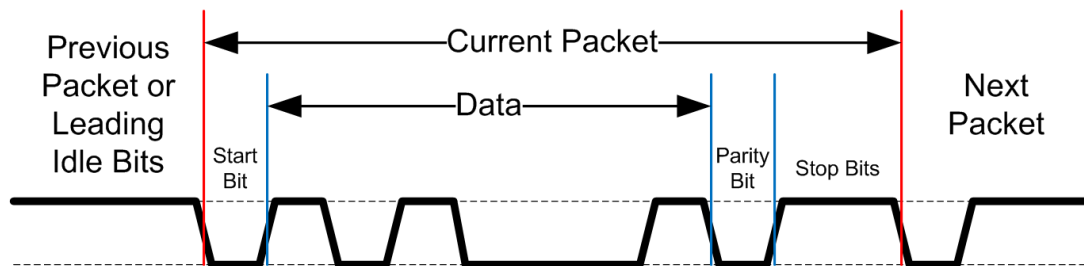 Previous
Packet or
Leading
Idle Bits
Current Packet
Data
Start
Bit
Parity
Bit
Stop Bits
Next
Packet